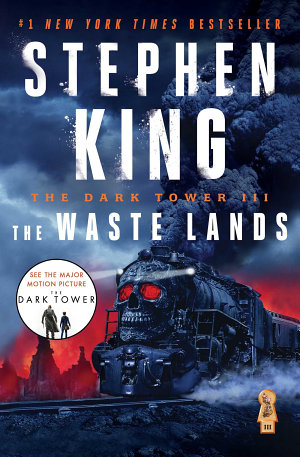 #1 NEW YORK TIMES BESTSELLER
STEPHEN
KING
THE DARK TOWER III
THE WASTE LANDS
SEE THE MAJOR
MOTION PICTURE
THE
DARK TOWER
III